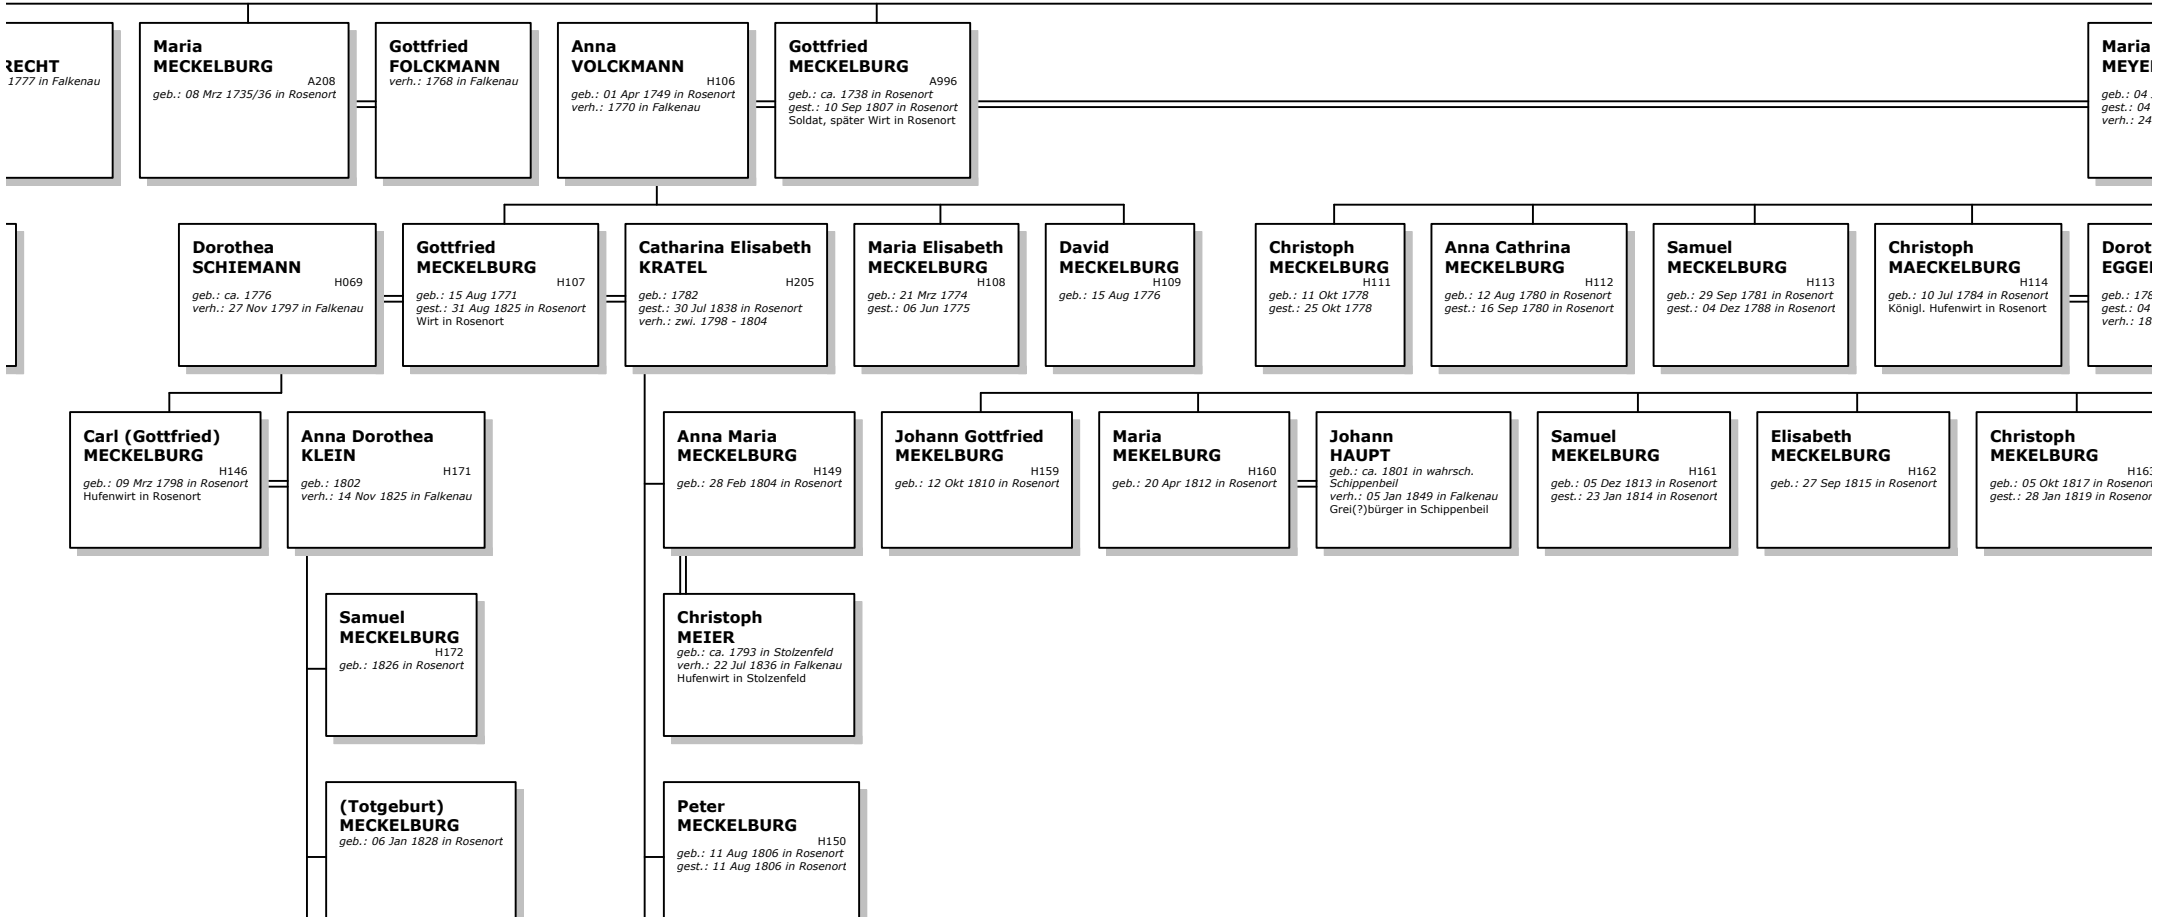 RECHT
1777 in Falkenau
Maria
MECKELBURG
A208
geb.: 08 Mrz 1735/36 in Rosenort
Gottfried
FOLCKMANN
verh.: 1768 in Falkenau
Anna
VOLCKMANN
H106
geb.: 01 Apr 1749 in Rosenort
verh.: 1770 in Falkenau
Gottfried
MECKELBURG
A996
geb.: ca. 1738 in Rosenort
gest.: 10 Sep 1807 in Rosenort
Soldat, später Wirt in Rosenort
Maria
MEYE
geb.: 04
gest.: 04
verh.: 24
Dorothea
SCHIEMANN
H069
geb.: ca. 1776
verh.: 27 Nov 1797 in Falkenau
Gottfried
MECKELBURG
H107
geb.: 15 Aug 1771
gest.: 31 Aug 1825 in Rosenort
Wirt in Rosenort
Catharina Elisabeth
KRATEL
H205
geb.: 1782
gest.: 30 Jul 1838 in Rosenort
verh.: zwi. 1798 - 1804
Maria Elisabeth
MECKELBURG
H108
geb.: 21 Mrz 1774
gest.: 06 Jun 1775
David
MECKELBURG
H109
geb.: 15 Aug 1776
Christoph
MECKELBURG
H111
geb.: 11 Okt 1778
gest.: 25 Okt 1778
Anna Cathrina
MECKELBURG
H112
geb.: 12 Aug 1780 in Rosenort
gest.: 16 Sep 1780 in Rosenort
Samuel
MECKELBURG
H113
geb.: 29 Sep 1781 in Rosenort
gest.: 04 Dez 1788 in Rosenort
Christoph
MAECKELBURG
H114
geb.: 10 Jul 1784 in Rosenort
Königl. Hufenwirt in Rosenort
Dorot
EGGE
geb.: 178
gest.: 04
verh.: 18
Carl (Gottfried)
MECKELBURG
H146
geb.: 09 Mrz 1798 in Rosenort
Hufenwirt in Rosenort
Anna Dorothea
KLEIN
H171
geb.: 1802
verh.: 14 Nov 1825 in Falkenau
Anna Maria
MECKELBURG
H149
geb.: 28 Feb 1804 in Rosenort
Johann Gottfried
MEKELBURG
H159
geb.: 12 Okt 1810 in Rosenort
Maria
MEKELBURG
H160
geb.: 20 Apr 1812 in Rosenort
Johann
HAUPT
geb.: ca. 1801 in wahrsch.
Schippenbeil
verh.: 05 Jan 1849 in Falkenau
Grei(?)bürger in Schippenbeil
Samuel
MEKELBURG
H161
geb.: 05 Dez 1813 in Rosenort
gest.: 23 Jan 1814 in Rosenort
Elisabeth
MECKELBURG
H162
geb.: 27 Sep 1815 in Rosenort
Christoph
MEKELBURG
H163
geb.: 05 Okt 1817 in Rosenort
gest.: 28 Jan 1819 in Rosenor
Samuel
MECKELBURG
H172
geb.: 1826 in Rosenort
Christoph
MEIER
geb.: ca. 1793 in Stolzenfeld
verh.: 22 Jul 1836 in Falkenau
Hufenwirt in Stolzenfeld
(Totgeburt)
MECKELBURG
geb.: 06 Jan 1828 in Rosenort
Peter
MECKELBURG
H150
geb.: 11 Aug 1806 in Rosenort
gest.: 11 Aug 1806 in Rosenort